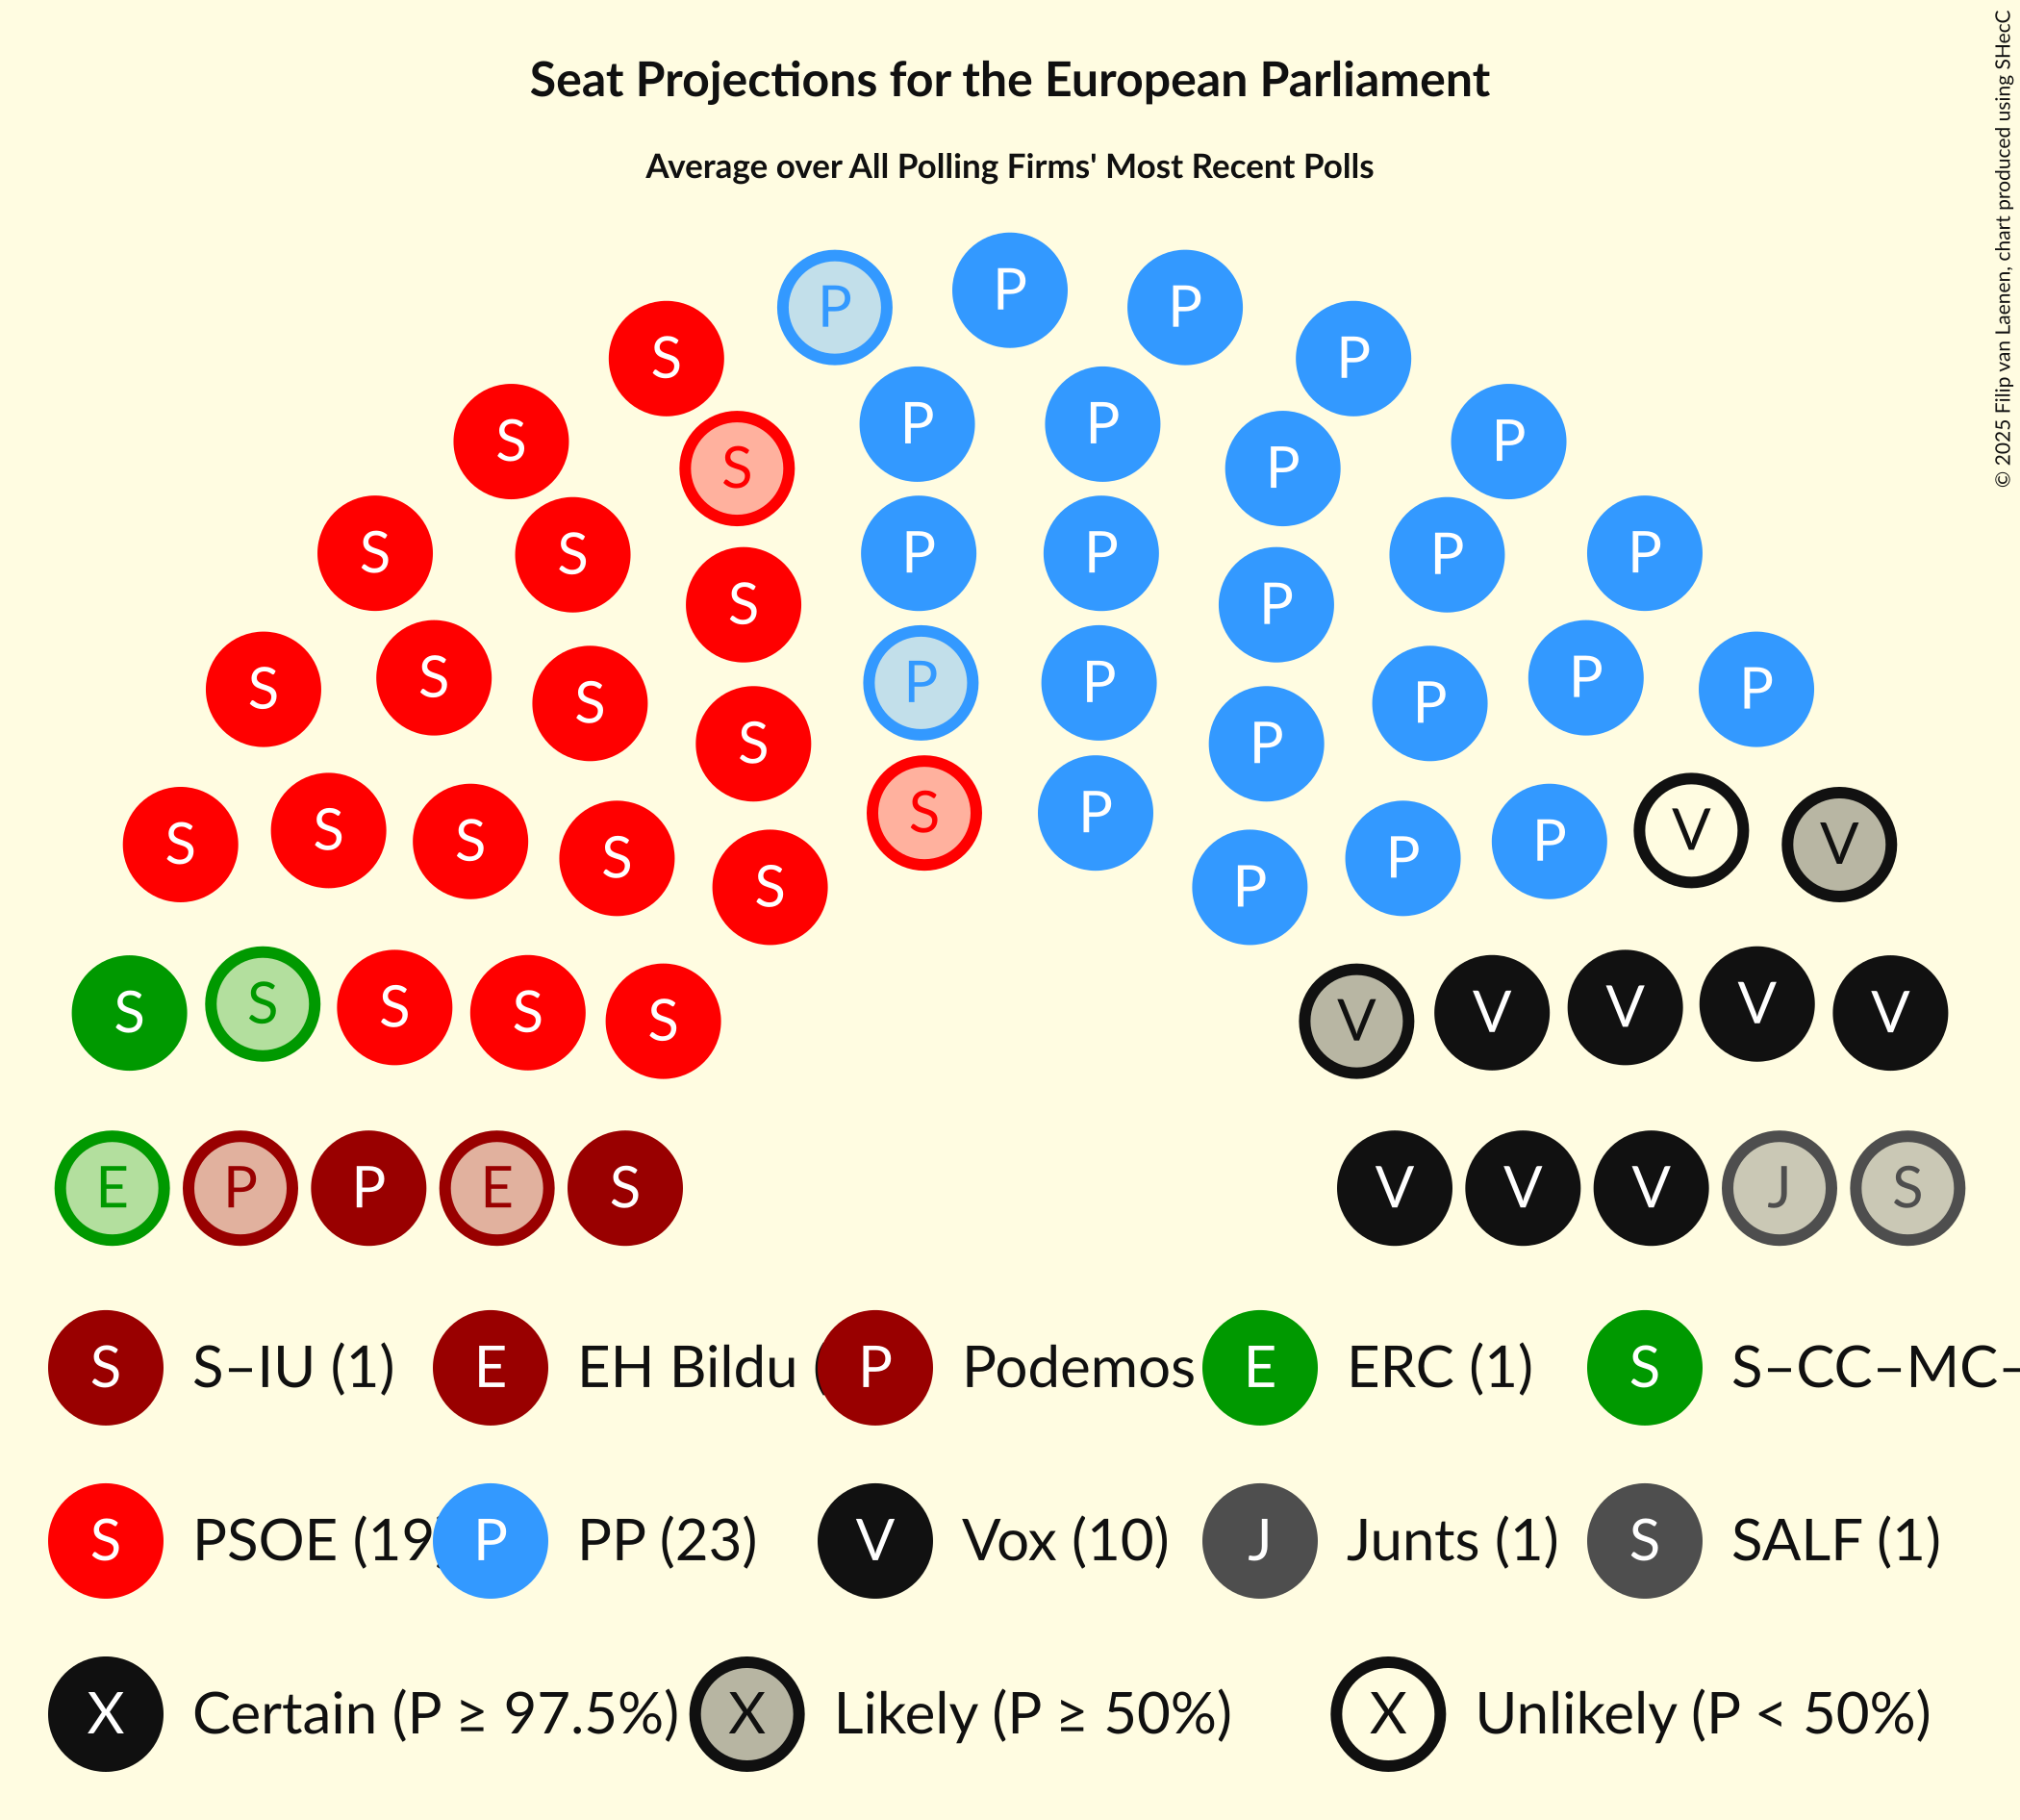 Seat Projections for the European Parliament
Average over All Polling Firms' Most Recent Polls
© 2025 Filip van Laenen, chart produced using SHecC
P
P P
S P
S P
S P P
S P
S S P P
P P
S S P P
S P
S S P P
S P P P
S P
S P
S P
S S V
S P V
S P
S P
S S S S S V V V V V
E P P E S V V V J S
S S–IU (1) E EH Bildu ( P Podemos E ERC (1) S S–CC–MC–
S PSOE (19) P PP (23) V Vox (10) J Junts (1) S SALF (1)
X Certain (P ≥ 97.5%) X Likely (P ≥ 50%) X Unlikely (P < 50%)